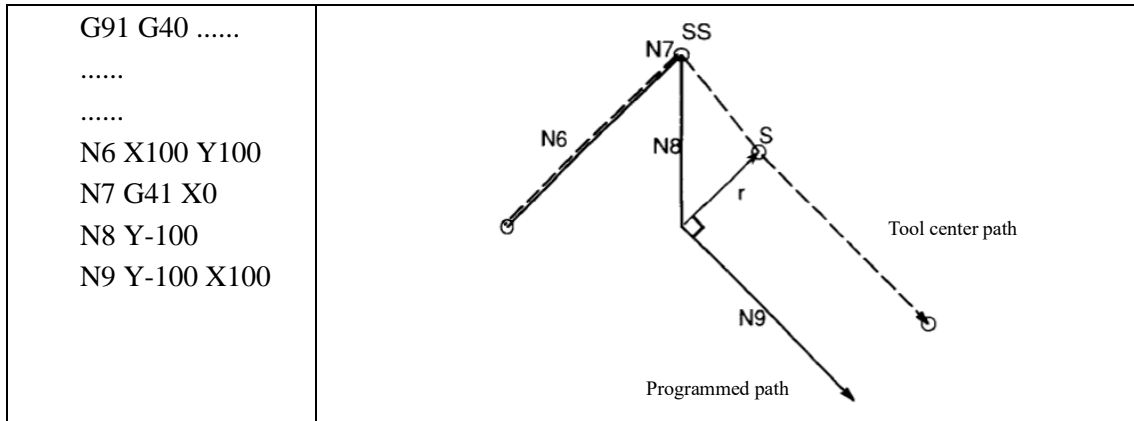 G91 G40 ......
......
......
N6 X100 Y100
N7 G41 X0
N8 Y-100
N9 Y-100 X100
SS
N7
N6
N8
S
r
Tool center path
N9
Programmed path